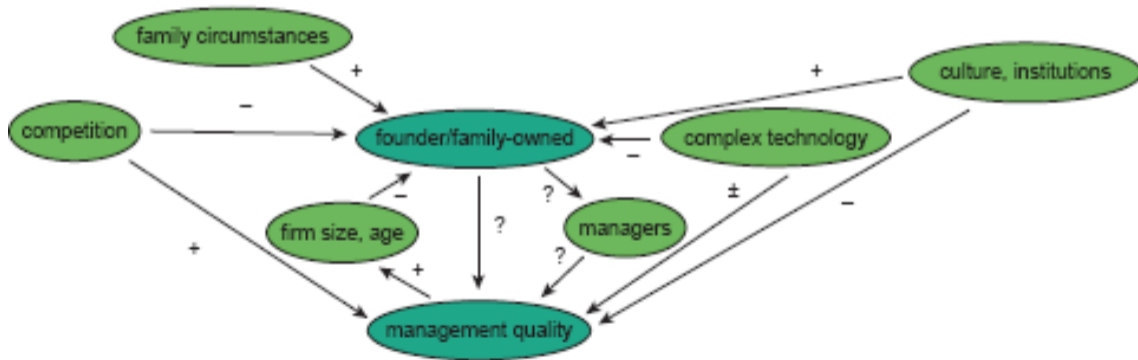 family circumstances
+
culture, institutions
+
–
competition
founder/family-owned
complex technology
–
–
?
±
–
firm size, age
?
managers
+
?
+
management quality